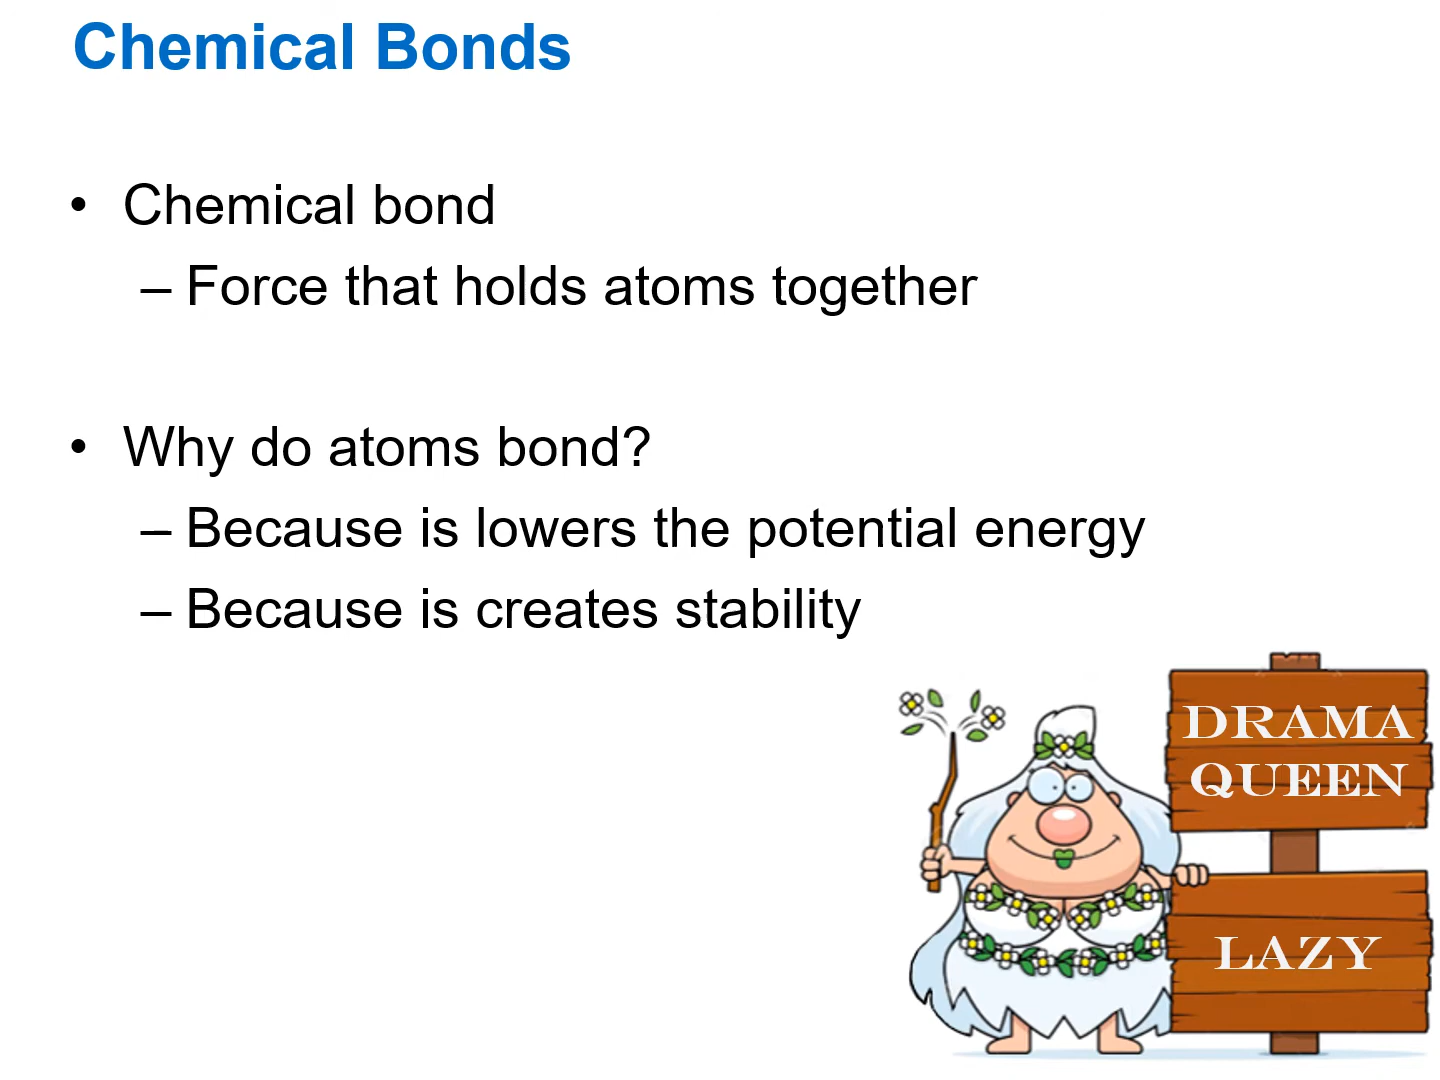 Chemical Bonds
• Chemical bond
– Force that holds atoms together
• Why do atoms bond?
– Because is lowers the potential energy
– Because is creates stability
DRAMA
QUEEN
LAZY